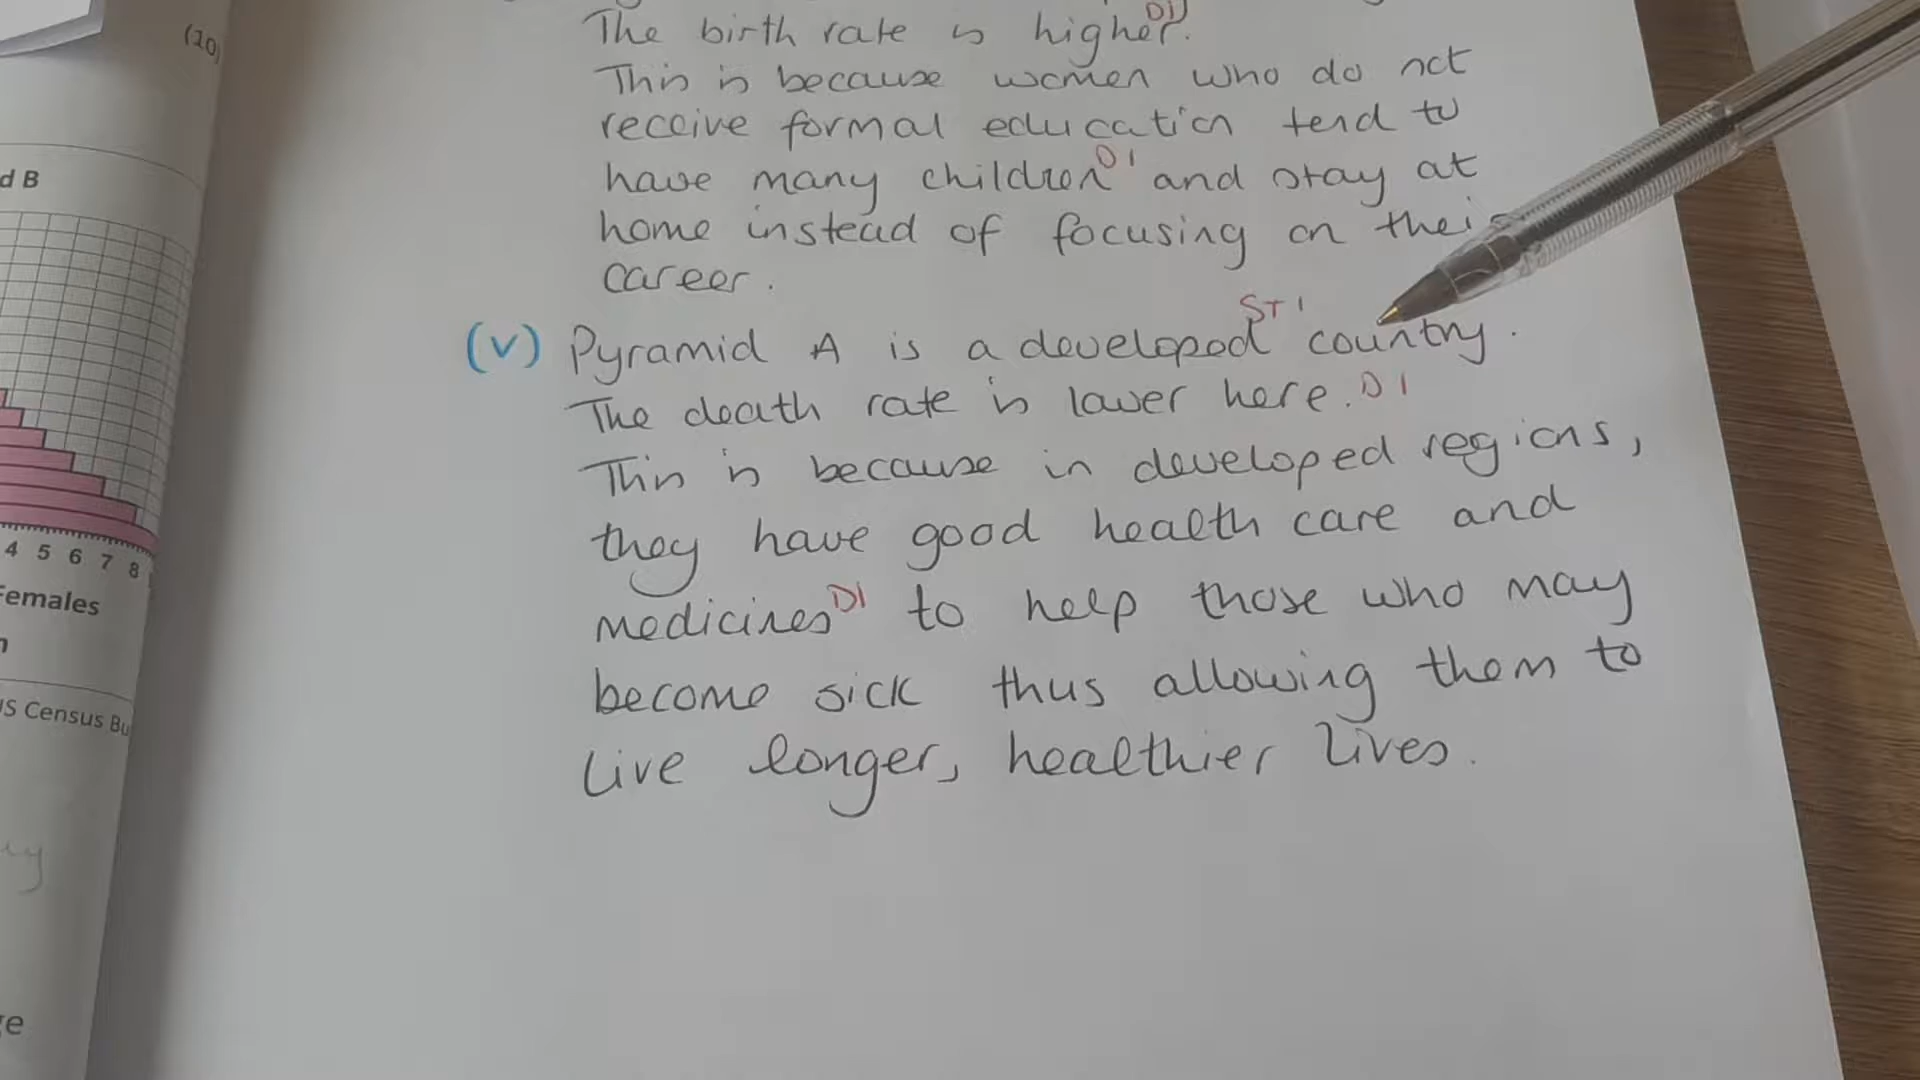 (10)
The birth rate is higher. D1
This is because women who do not
receive formal education tend to
have many children D1 and stay at
home instead of focusing on their
career.
(v) Pyramid A is a developed ST1 country.
The death rate is lower here. D1
This is because in developed regions,
they have good health care and
medicines D1 to help those who may
become sick thus allowing them to
live longer, healthier lives.
d B
4 5 6 7 8
Females
US Census Bu